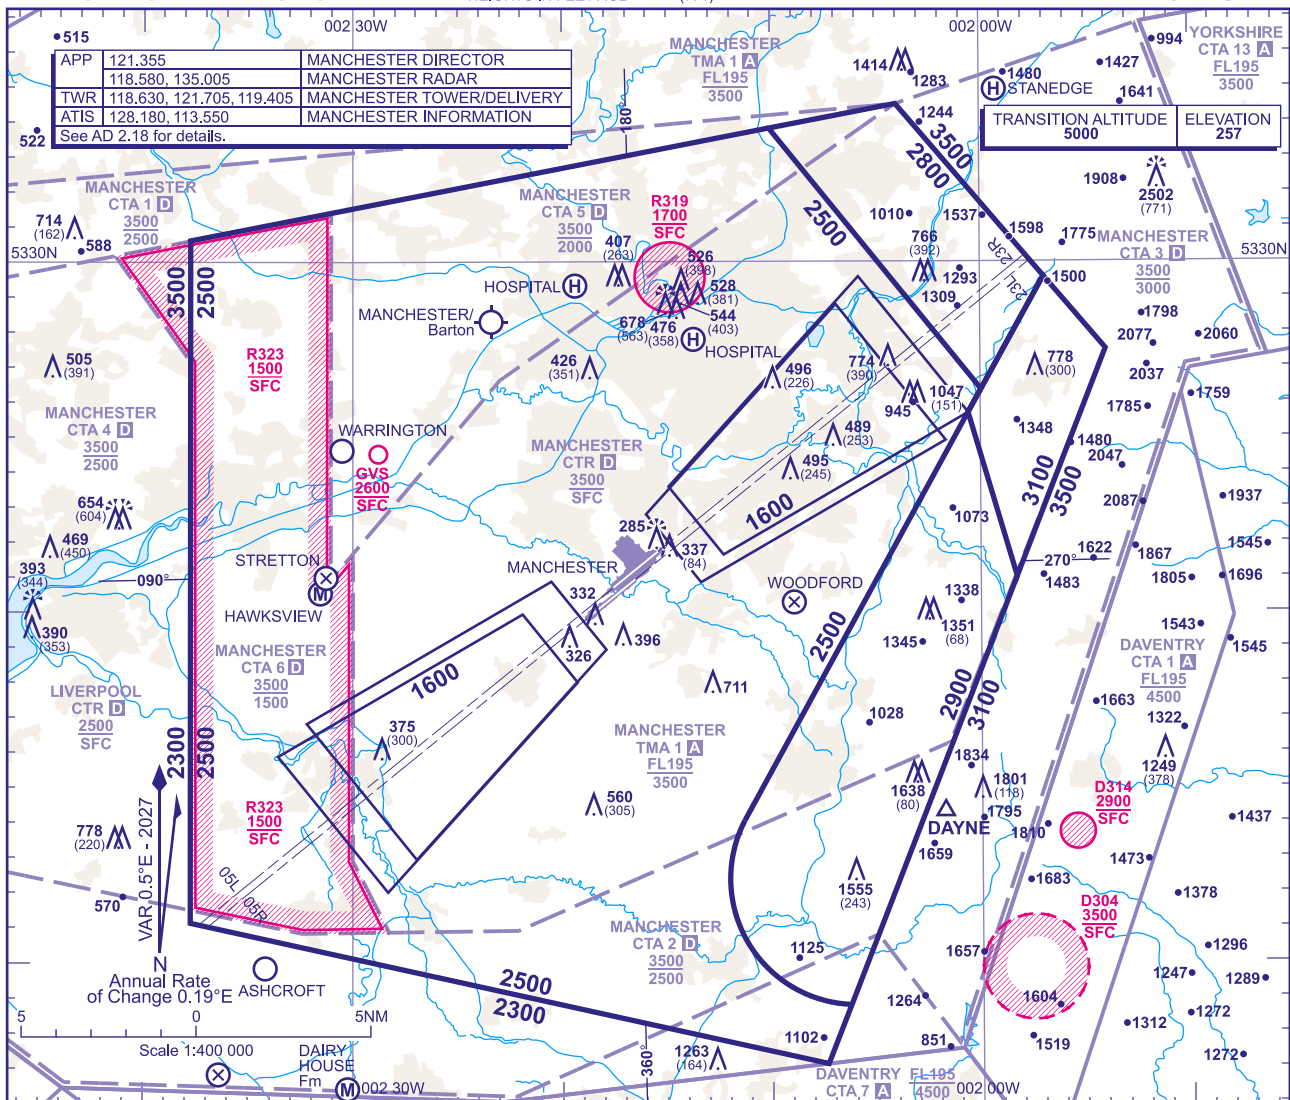 002 30W
002 00W
515
APP 121.355 MANCHESTER DIRECTOR
118.580, 135.005 MANCHESTER RADAR
TWR 118.630, 121.705, 119.405 MANCHESTER TOWER/DELIVERY
ATIS 128.180, 113.550 MANCHESTER INFORMATION
See AD 2.18 for details.
522
180°
MANCHESTER
TMA 1 A
FL195
3500
1414
1283
1244
1480
H STANEDGE
994
1427
1641
YORKSHIRE
CTA 13 A
FL195
3500
TRANSITION ALTITUDE
5000
ELEVATION
257
3500
2800
1908
2502
(771)
MANCHESTER
CTA 1 D
3500
2500
714
(162)
588
5330N
MANCHESTER
CTA 5 D
3500
2000
R319
1700
SFC
407
(263)
526
(398)
528
(381)
544
(403)
678
(563)
476
(358)
HOSPITAL H
H HOSPITAL
MANCHESTER/
Barton
2500
1010
1537
1598
1775
766
(392)
1293
1309
23R
23L
1500
MANCHESTER
CTA 3 D
3500
3000
5330N
1798
2077
2060
2037
3500
2500
R323
1500
SFC
505
(391)
426
(351)
496
(226)
774
(390)
1047
(151)
945
778
(300)
1785
1759
1348
1480
2047
MANCHESTER
CTA 4 D
3500
2500
WARRINGTON
GVS
2600
SFC
MANCHESTER
CTR D
3500
SFC
489
(253)
495
(245)
1600
3100
3500
2087
1937
654
(604)
469
(450)
393
(344)
390
(353)
090°
STRETTON
HAWKSVIEW
M
285
337
(84)
MANCHESTER
332
326
396
WOODFORD
1073
270°
1622
1483
1867
1545
1805
1696
1338
1351
(68)
1345
1543
1545
MANCHESTER
CTA 6 D
3500
1500
1600
2500
DAVENTRY
CTA 1 A
FL195
4500
LIVERPOOL
CTR D
2500
SFC
711
2900
3100
1663
1028
1322
375
(300)
MANCHESTER
TMA 1 A
FL195
3500
1249
(378)
2300
2500
1834
1638
(80)
1801
(118)
1795
DAYNE
1810
D314
2900
SFC
1437
560
(305)
R323
1500
SFC
778
(220)
1659
1473
VAR 0.5°E - 2027
1555
(243)
1683
1378
570
05L
05R
D304
3500
SFC
MANCHESTER
CTA 2 D
3500
2500
1125
1657
1296
1247
1289
N
Annual Rate
of Change 0.19°E
ASHCROFT
2500
2300
1264
1604
1272
1312
5 0 5NM
1102
851
1519
1272
Scale 1:400 000
DAIRY
HOUSE
Fm
M
002 30W
360°
1263
(164)
DAVENTRY
CTA 7 A
FL195
4500
002 00W